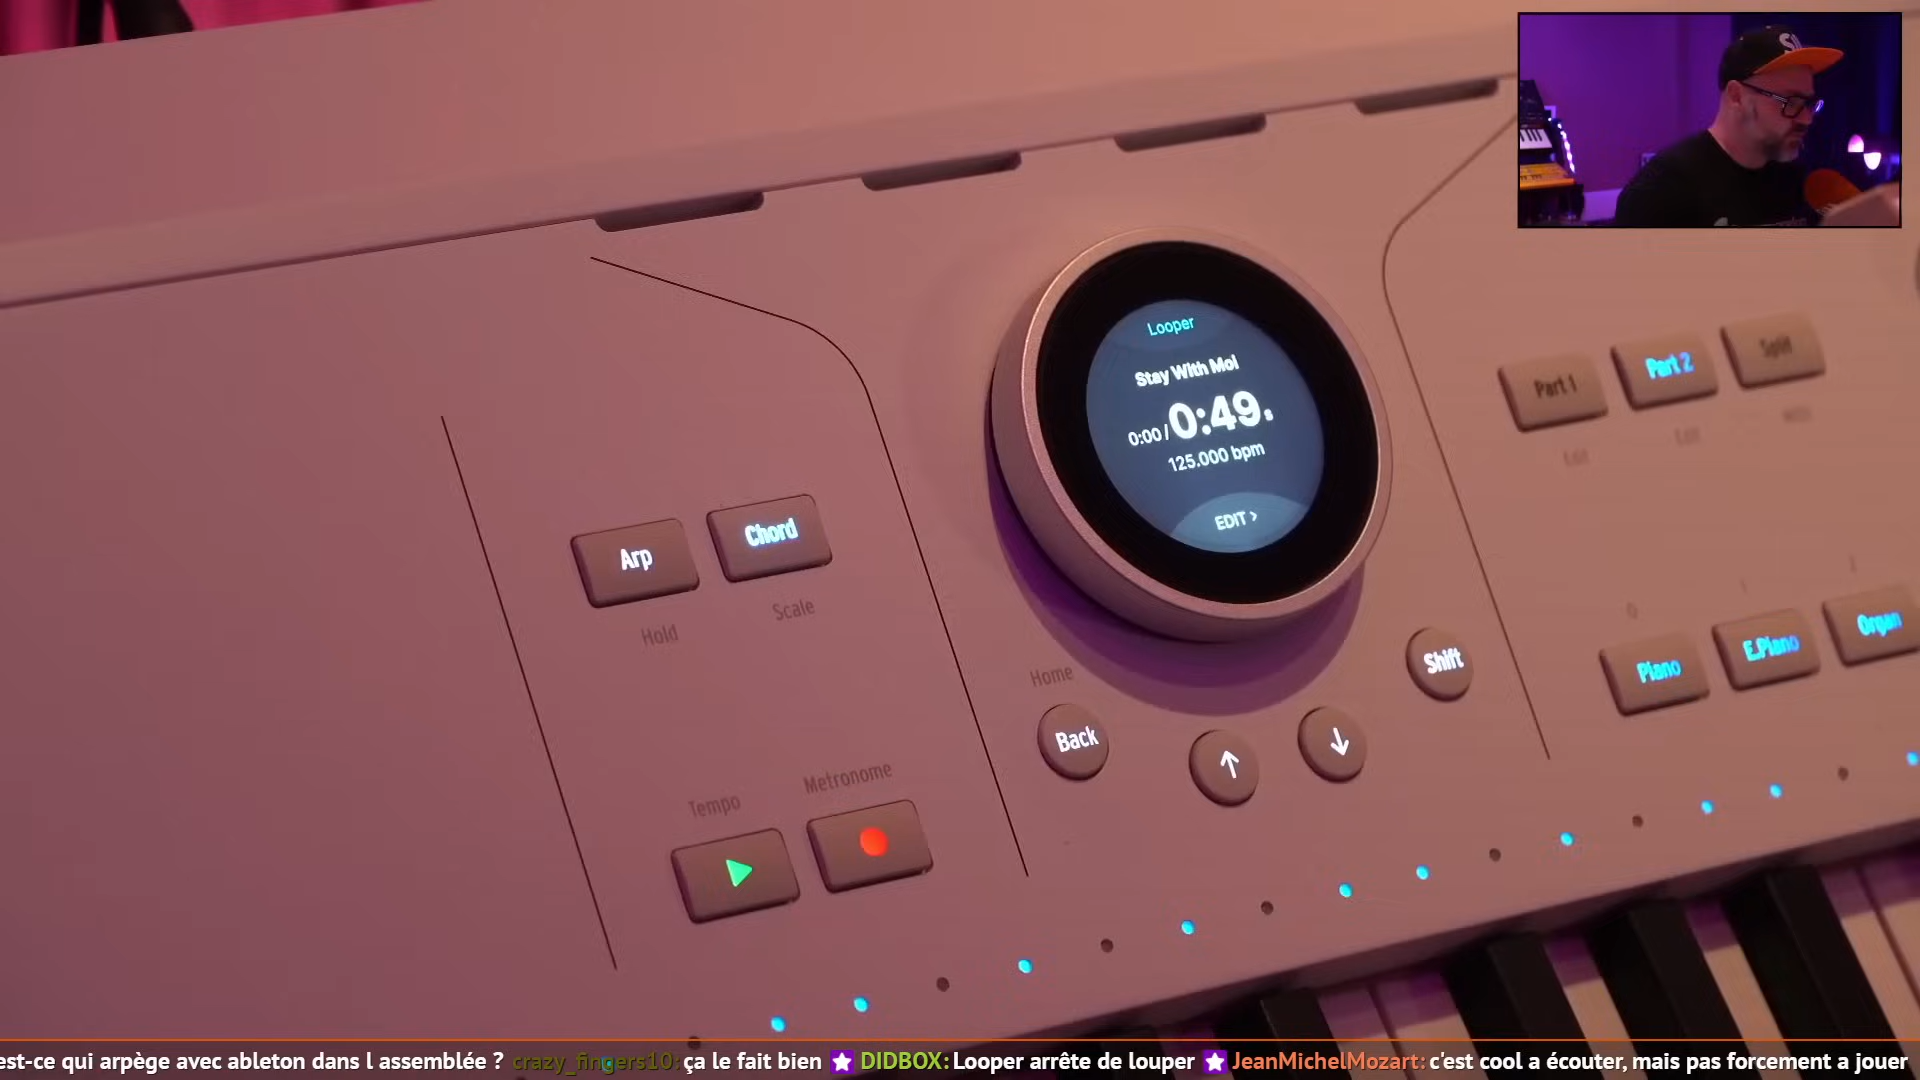 Looper
Stay With Moi
0:00 / 0:49.
125.000 bpm
EDIT ›
Part 1
Part 2
Split
Edit
Edit
Arp
Chord
Hold
Scale
Home
Back
Shift
Piano
E.Piano
Organ
Tempo
Metronome
est-ce qui arpège avec ableton dans l assemblée ? crazy_fingers10: ça le fait bien DIDBOX: Looper arrête de louper JeanMichelMozart: c'est cool a écouter, mais pas forcement a jouer